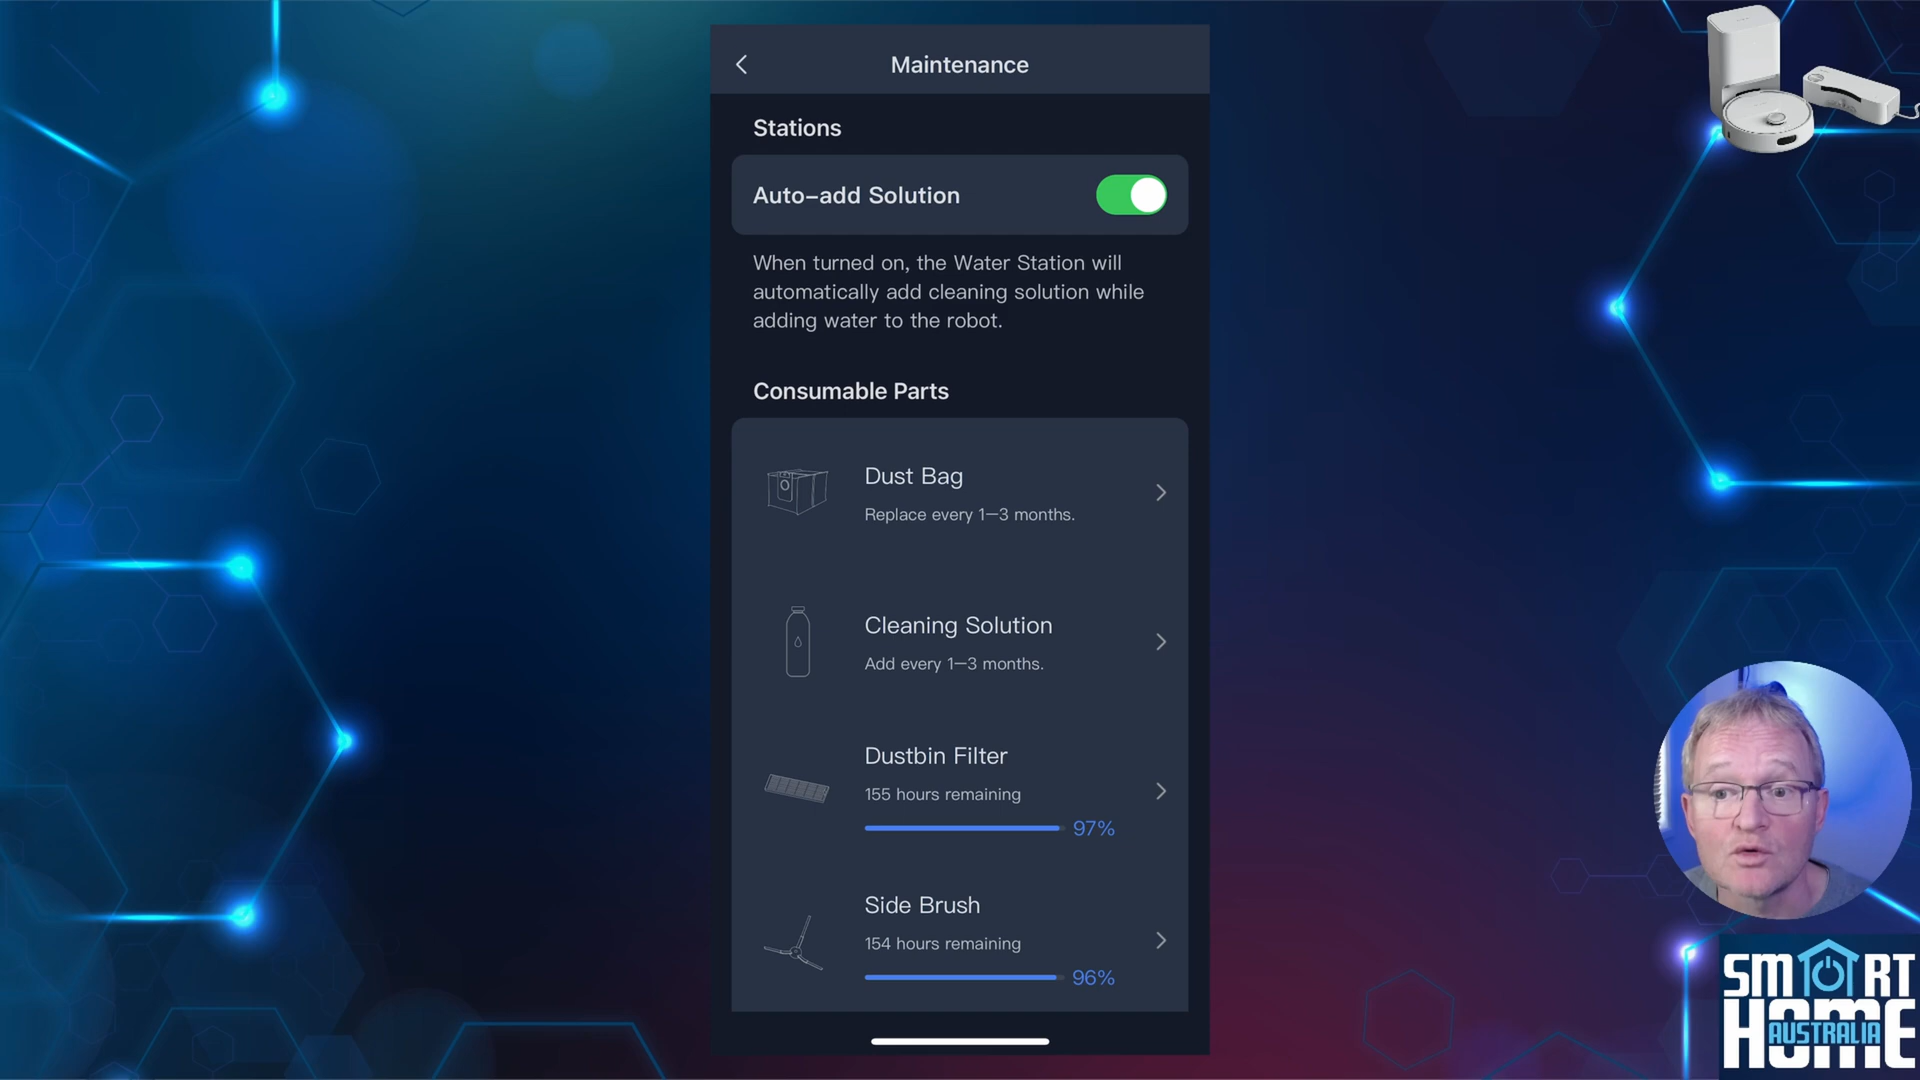 Maintenance
Stations
Auto-add Solution
When turned on, the Water Station will
automatically add cleaning solution while
adding water to the robot.
Consumable Parts
Dust Bag
Replace every 1–3 months.
Cleaning Solution
Add every 1–3 months.
Dustbin Filter
155 hours remaining
97%
Side Brush
154 hours remaining
96%
SMART
HOME
AUSTRALIA